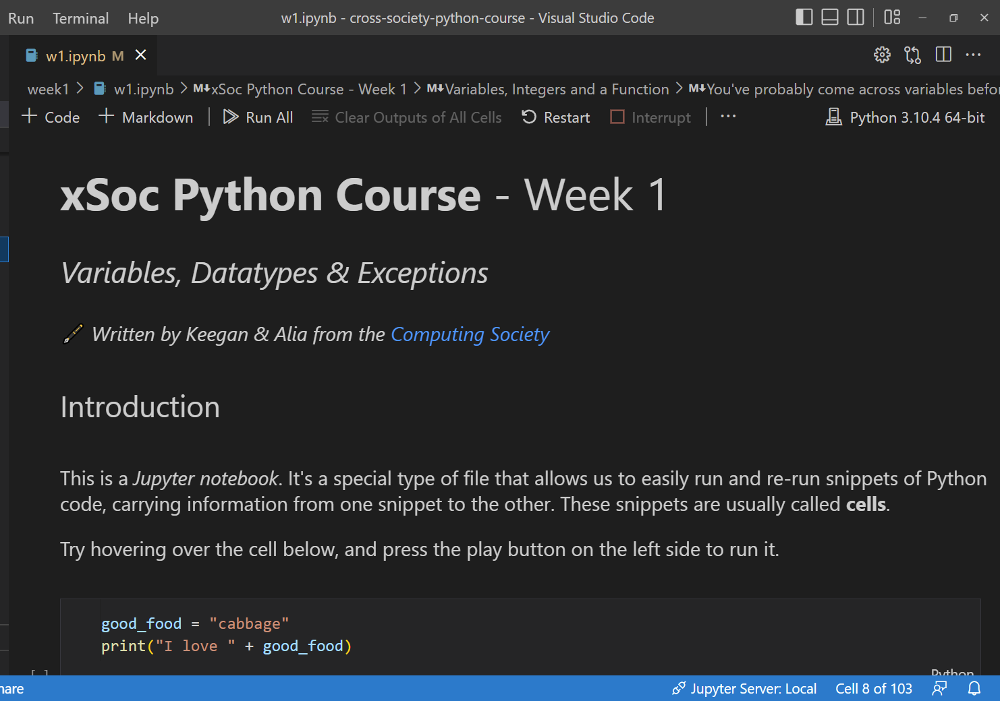 Run Terminal Help w1.ipynb - cross-society-python-course - Visual Studio Code
w1.ipynb M
week1 > w1.ipynb > M↓xSoc Python Course - Week 1 > M↓Variables, Integers and a Function > M↓You've probably come across variables befo
+ Code + Markdown | Run All Clear Outputs of All Cells Restart Interrupt | ... Python 3.10.4 64-bit
xSoc Python Course - Week 1
Variables, Datatypes & Exceptions
Written by Keegan & Alia from the Computing Society
Introduction
This is a Jupyter notebook. It's a special type of file that allows us to easily run and re-run snippets of Python
code, carrying information from one snippet to the other. These snippets are usually called cells.
Try hovering over the cell below, and press the play button on the left side to run it.
good_food = "cabbage"
print("I love " + good_food)
[ ] Python
hare Jupyter Server: Local Cell 8 of 103